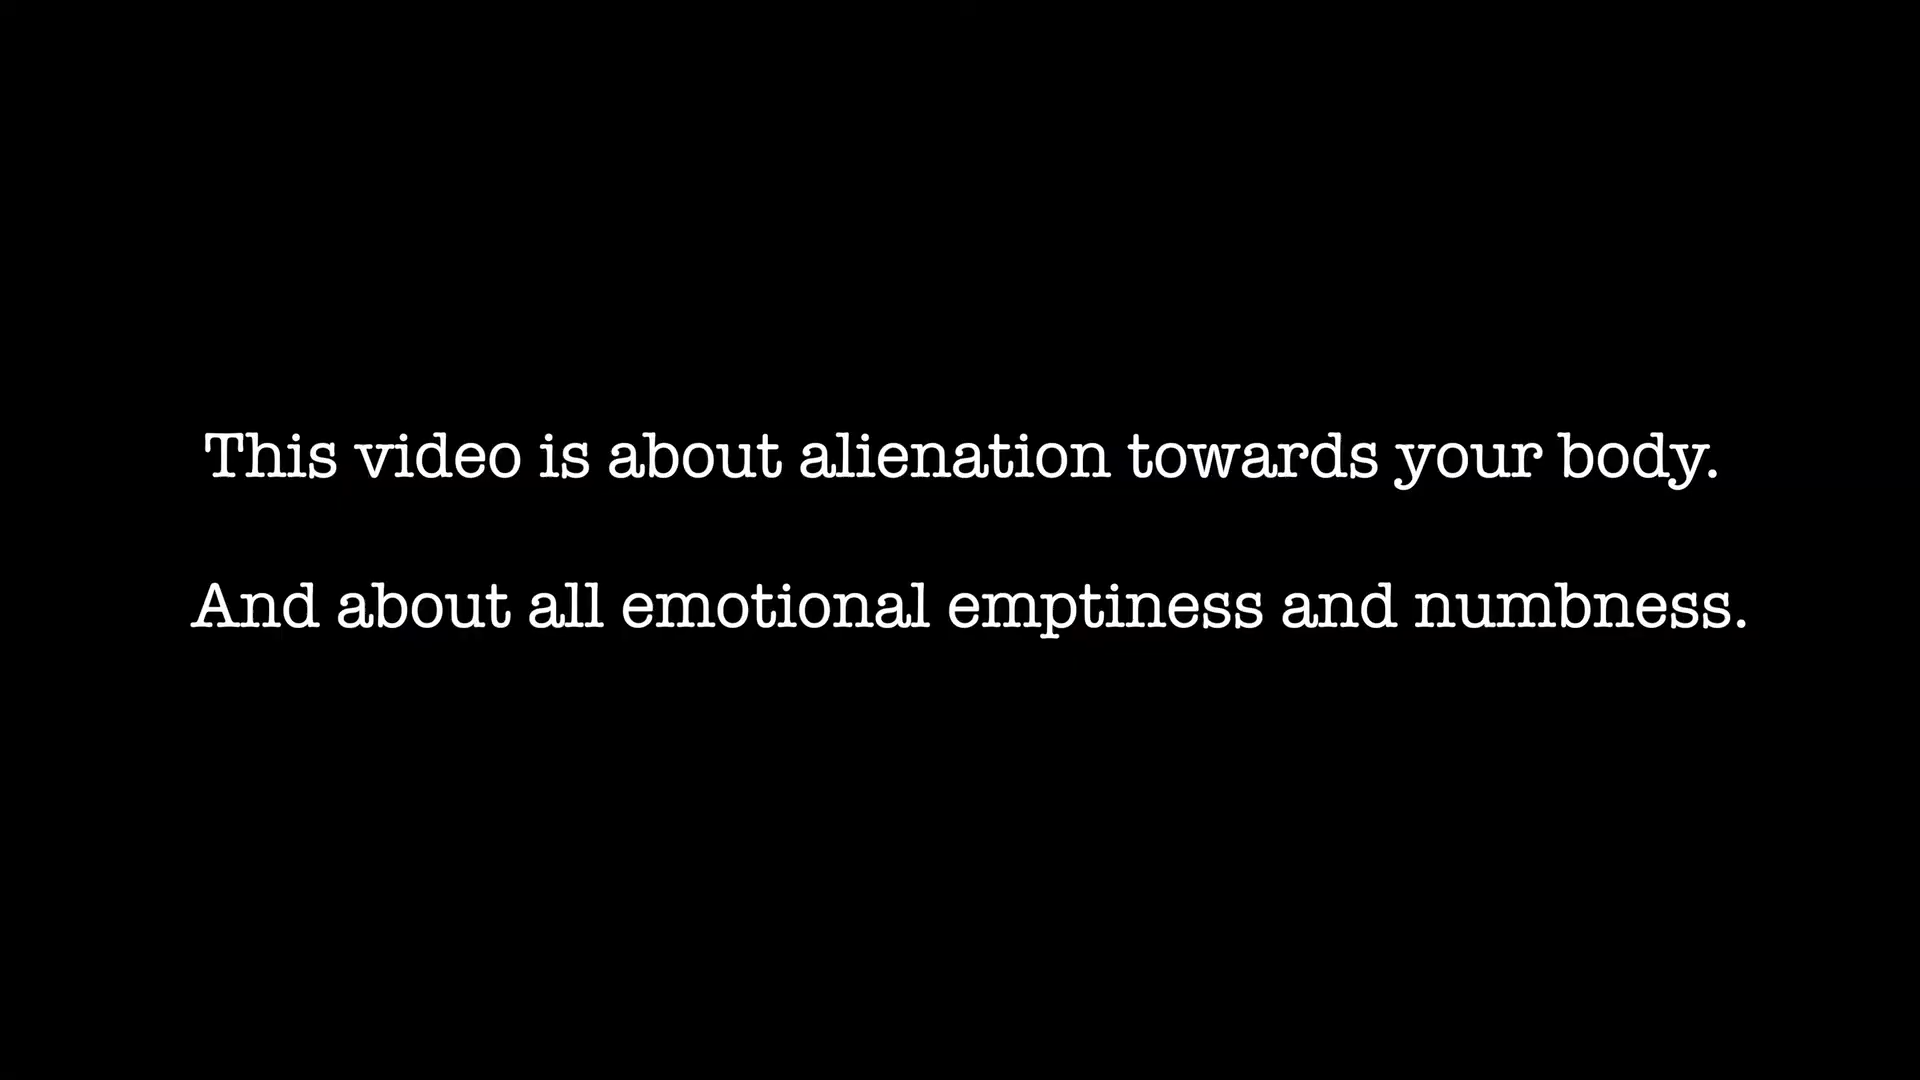 This video is about alienation towards your body.
And about all emotional emptiness and numbness.